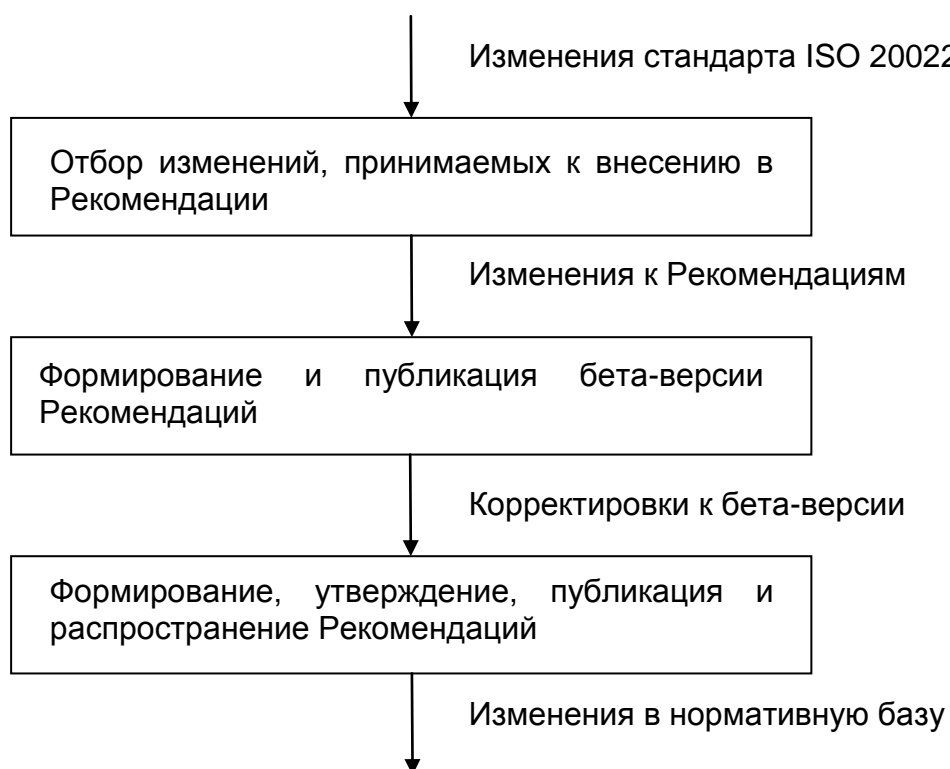 Изменения стандарта ISO 20022
Отбор изменений, принимаемых к внесению в
Рекомендации
Изменения к Рекомендациям
Формирование и публикация бета-версии
Рекомендаций
Корректировки к бета-версии
Формирование, утверждение, публикация и
распространение Рекомендаций
Изменения в нормативную базу